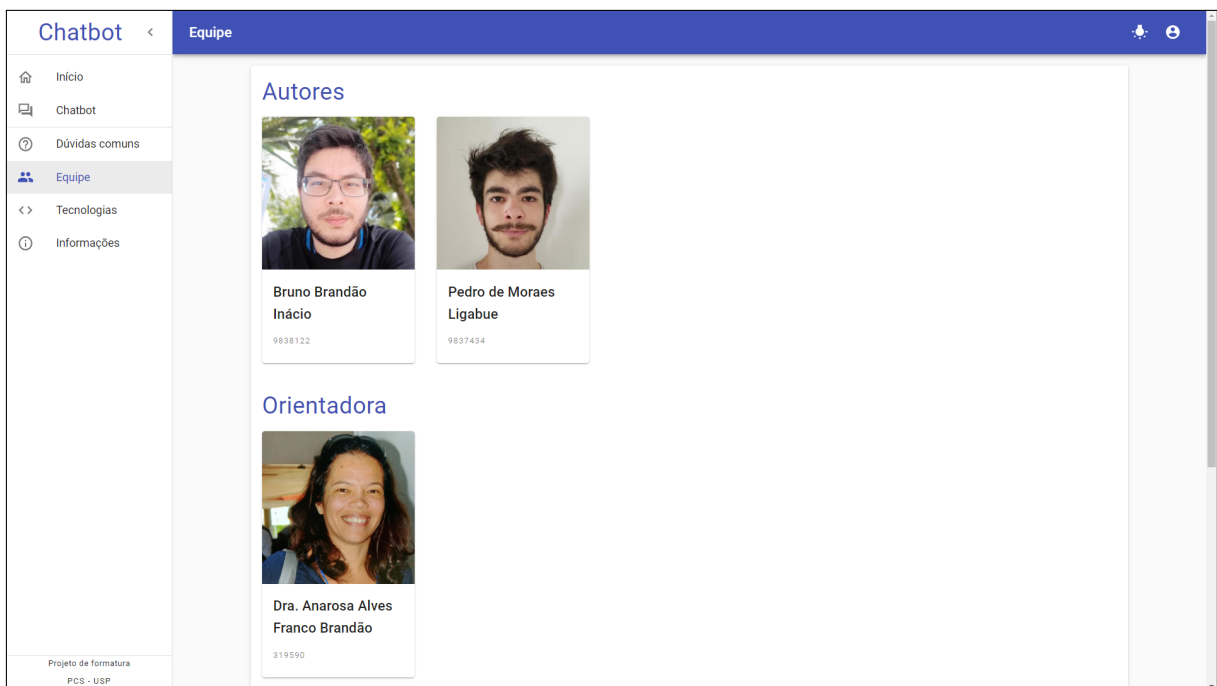 Chatbot
Equipe
Início
Chatbot
Dúvidas comuns
Equipe
Tecnologias
Informações
Projeto de formatura
PCS - USP
Autores
Bruno Brandão
Inácio
9838122
Pedro de Moraes
Ligabue
9837434
Orientadora
Dra. Anarosa Alves
Franco Brandão
319590